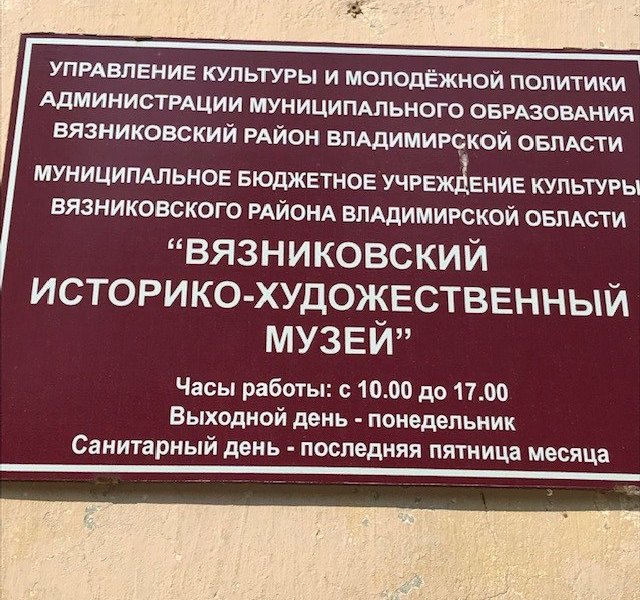 УПРАВЛЕНИЕ КУЛЬТУРЫ И МОЛОДЁЖНОЙ ПОЛИТИКИ
АДМИНИСТРАЦИИ МУНИЦИПАЛЬНОГО ОБРАЗОВАНИЯ
ВЯЗНИКОВСКИЙ РАЙОН ВЛАДИМИРСКОЙ ОБЛАСТИ
МУНИЦИПАЛЬНОЕ БЮДЖЕТНОЕ УЧРЕЖДЕНИЕ КУЛЬТУРЫ
ВЯЗНИКОВСКОГО РАЙОНА ВЛАДИМИРСКОЙ ОБЛАСТИ
“ВЯЗНИКОВСКИЙ
ИСТОРИКО-ХУДОЖЕСТВЕННЫЙ
МУЗЕЙ”
Часы работы: с 10.00 до 17.00
Выходной день - понедельник
Санитарный день - последняя пятница месяца